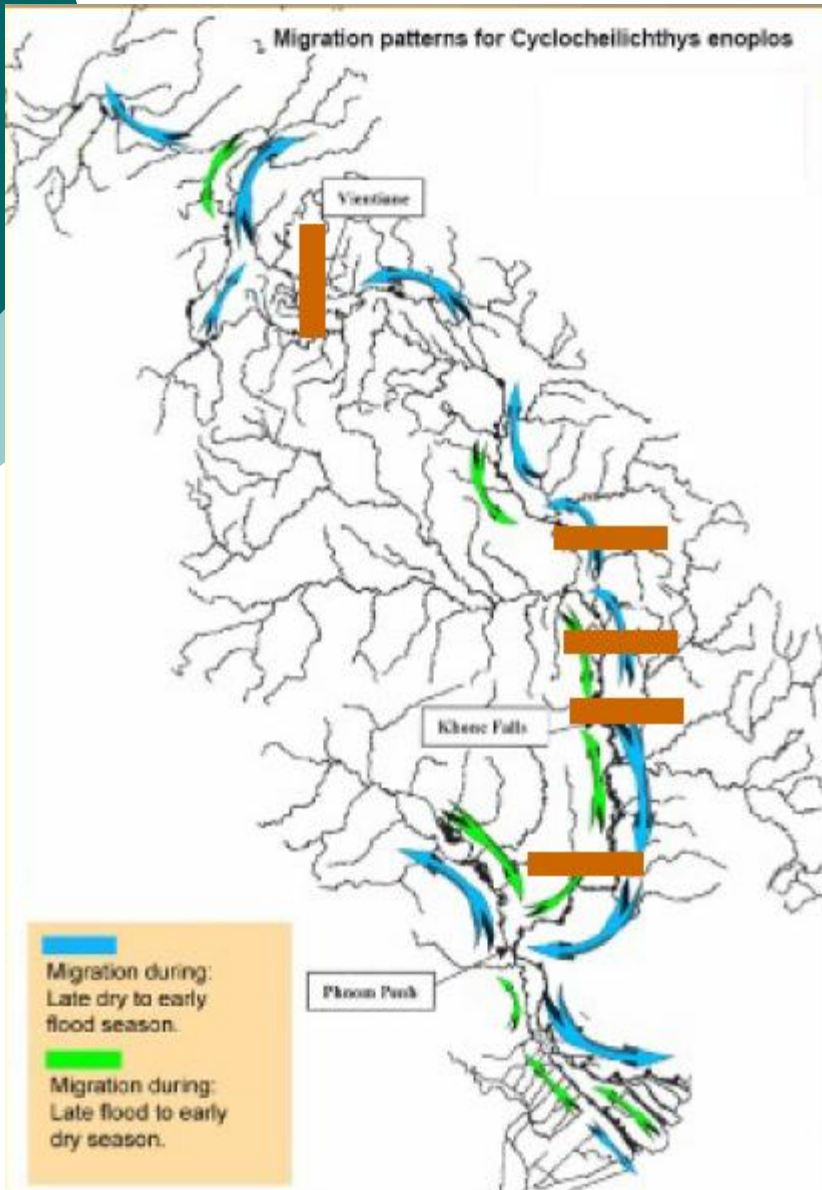 Migration patterns for Cyclocheilichthys enoplos
Vientiane
Khone Falls
Phnom Penh
Migration during:
Late dry to early
flood season.
Migration during:
Late flood to early
dry season.